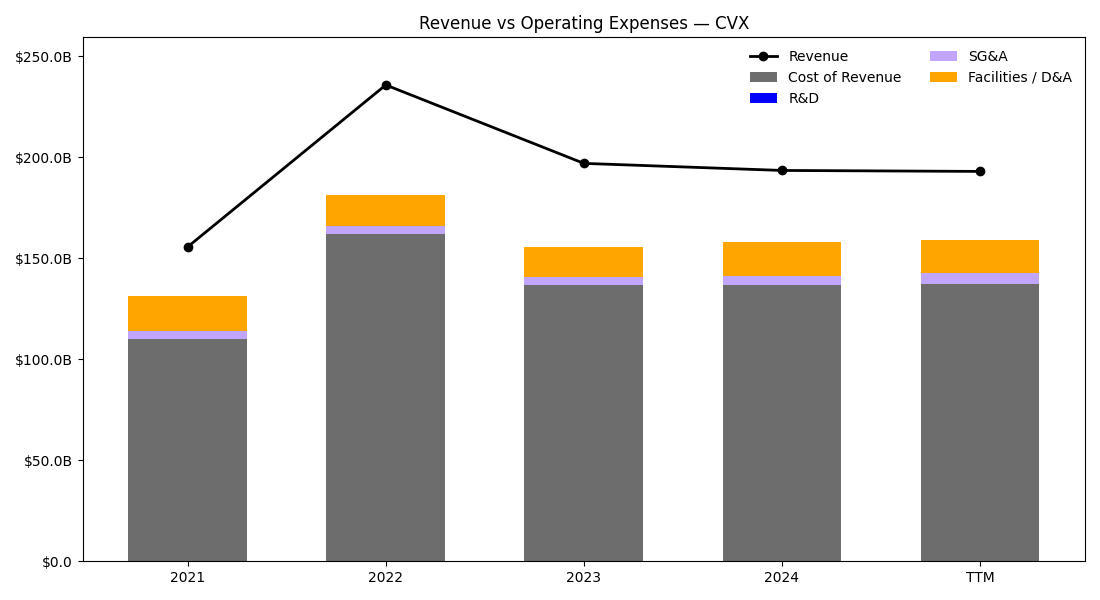 Revenue vs Operating Expenses — CVX
$250.0B
$200.0B
$150.0B
$100.0B
$50.0B
$0.0
Revenue
Cost of Revenue
R&D
SG&A
Facilities / D&A
2021
2022
2023
2024
TTM